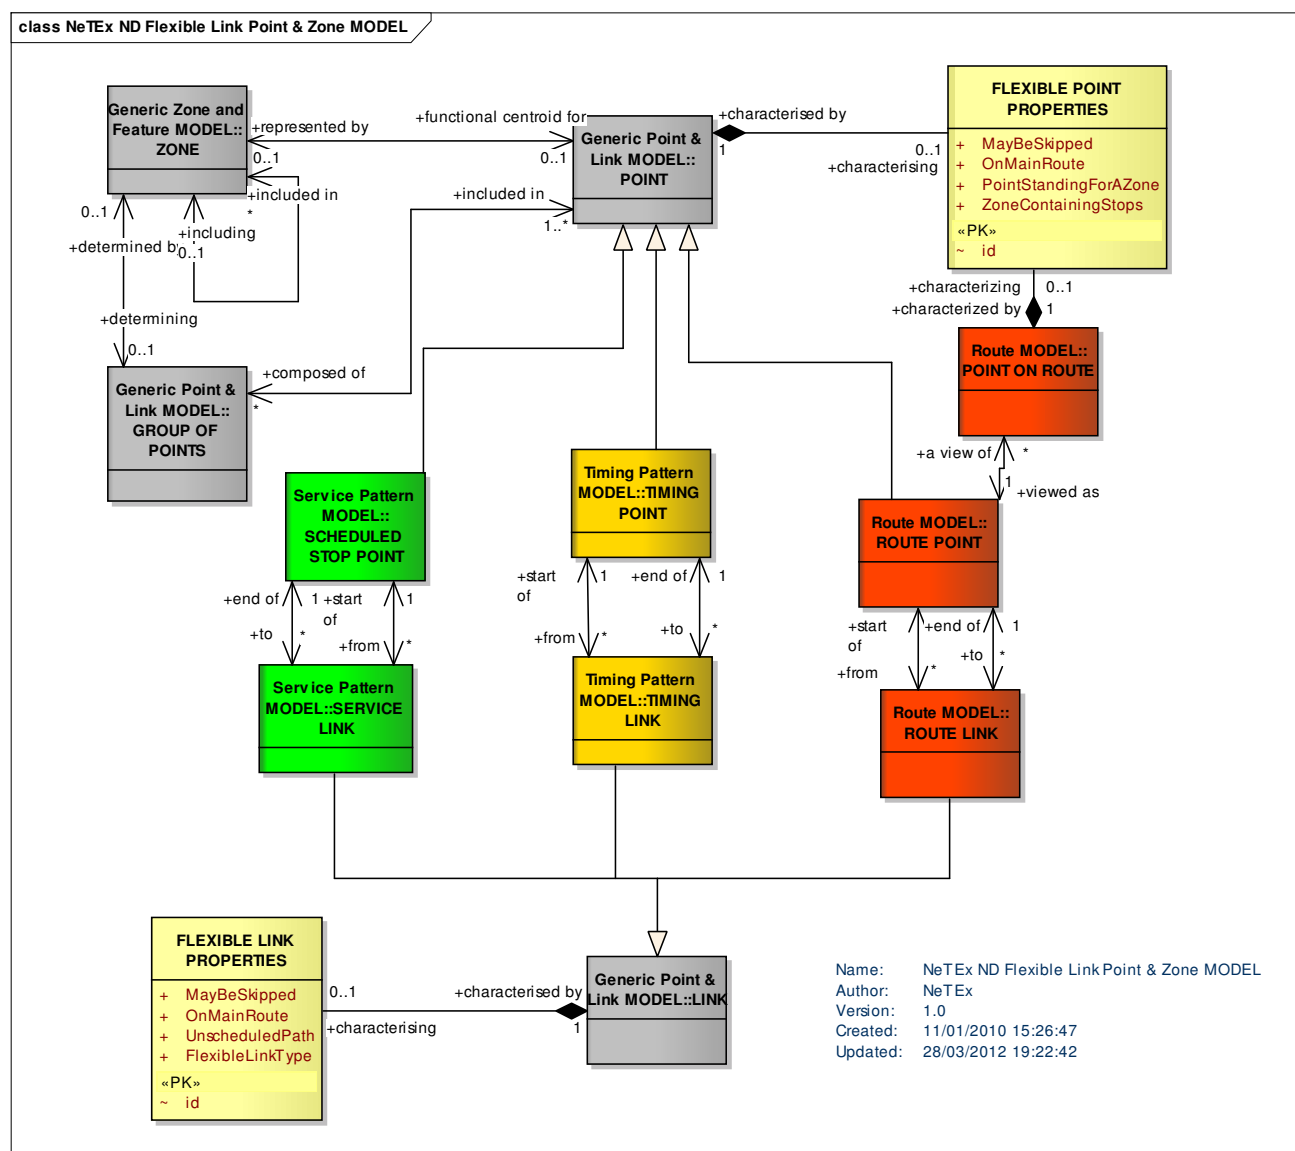 class NeTEx ND Flexible Link Point & Zone MODEL
Generic Zone and
Feature MODEL::
ZONE
+represented by
0..1
+functional centroid for
0..1
Generic Point &
Link MODEL::
POINT
+characterised by
1
0..1
+characterising
FLEXIBLE POINT
PROPERTIES
+ MayBeSkipped
+ OnMainRoute
+ PointStandingForAZone
+ ZoneContainingStops
«PK»
~ id
+included in
*
+including
0..1
0..1
+determined by
+determining
0..1
+included in
1..*
+composed of
*
Generic Point &
Link MODEL::
GROUP OF
POINTS
+characterizing
0..1
+characterized by
1
Route MODEL::
POINT ON ROUTE
+a view of
*
1
+viewed as
Service Pattern
MODEL::
SCHEDULED
STOP POINT
Timing Pattern
MODEL::TIMING
POINT
Route MODEL::
ROUTE POINT
+end of
1
+start
of
1
+to
*
+from
*
+start
of
1
+end of
1
+from
*
+to
*
+start
of
+end of
1
+from
*
+to
*
Service Pattern
MODEL::SERVICE
LINK
Timing Pattern
MODEL::TIMING
LINK
Route MODEL::
ROUTE LINK
FLEXIBLE LINK
PROPERTIES
+ MayBeSkipped
+ OnMainRoute
+ UnscheduledPath
+ FlexibleLinkType
«PK»
~ id
0..1
+characterising
+characterised by
1
Generic Point &
Link MODEL::LINK
Name: NeTEx ND Flexible Link Point & Zone MODEL
Author: NeTEx
Version: 1.0
Created: 11/01/2010 15:26:47
Updated: 28/03/2012 19:22:42